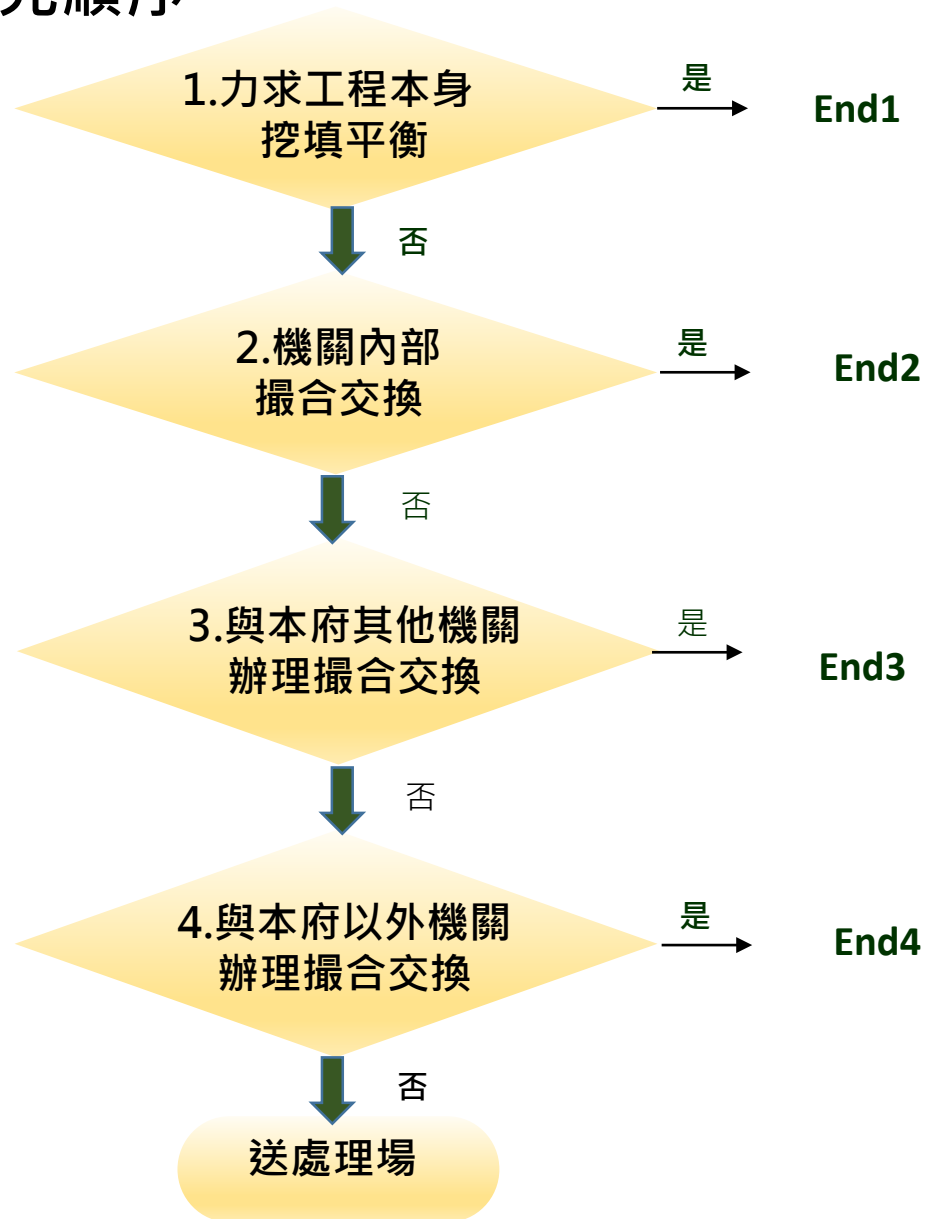 先順序
1.力求工程本身
挖填平衡
是
End1
否
2.機關內部
撮合交換
是
End2
否
3.與本府其他機關
辦理撮合交換
是
End3
否
4.與本府以外機關
辦理撮合交換
是
End4
否
送處理場